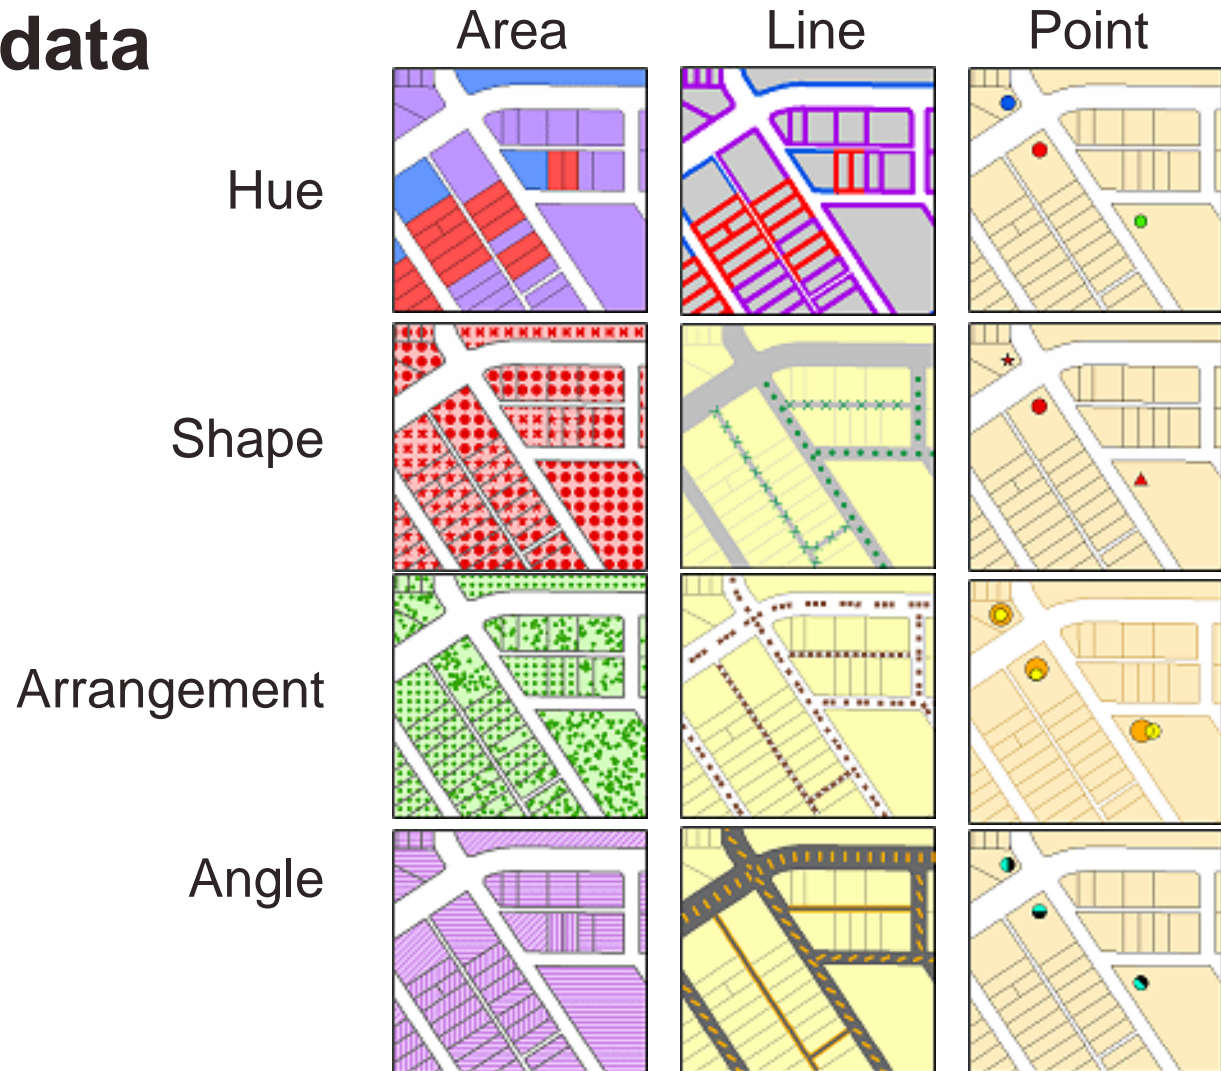 data
Area Line Point
Hue
Shape
Arrangement
Angle